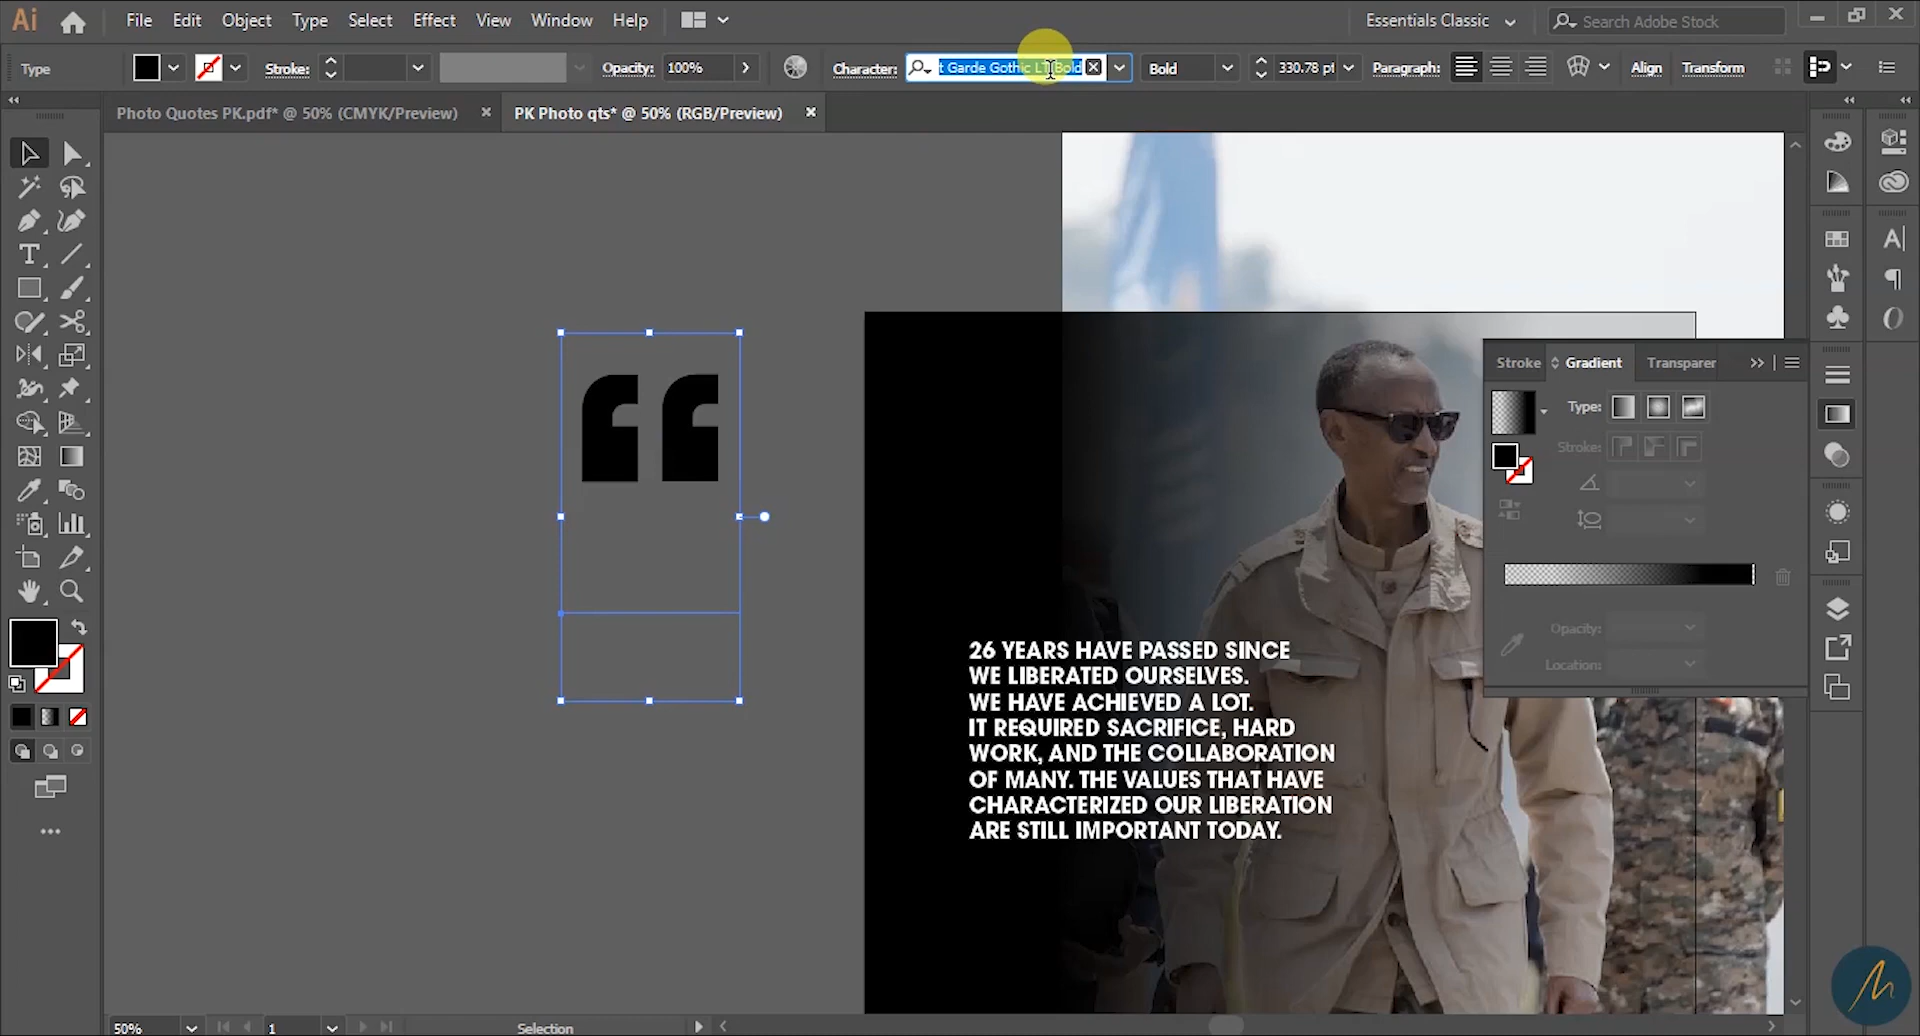 Ai File Edit Object Type Select Effect View Window Help Essentials Classic Search Adobe Stock
Type Stroke: Opacity: 100% Character: t Garde Gothic LT Bold Bold 330.78 pt Paragraph: Align Transform
Photo Quotes PK.pdf* @ 50% (CMYK/Preview) PK Photo qts* @ 50% (RGB/Preview)
“
Stroke Gradient Transparer
Type:
Stroke:
Opacity:
Location:
26 YEARS HAVE PASSED SINCE
WE LIBERATED OURSELVES.
WE HAVE ACHIEVED A LOT.
IT REQUIRED SACRIFICE, HARD
WORK, AND THE COLLABORATION
OF MANY. THE VALUES THAT HAVE
CHARACTERIZED OUR LIBERATION
ARE STILL IMPORTANT TODAY.
50% 1 Selection